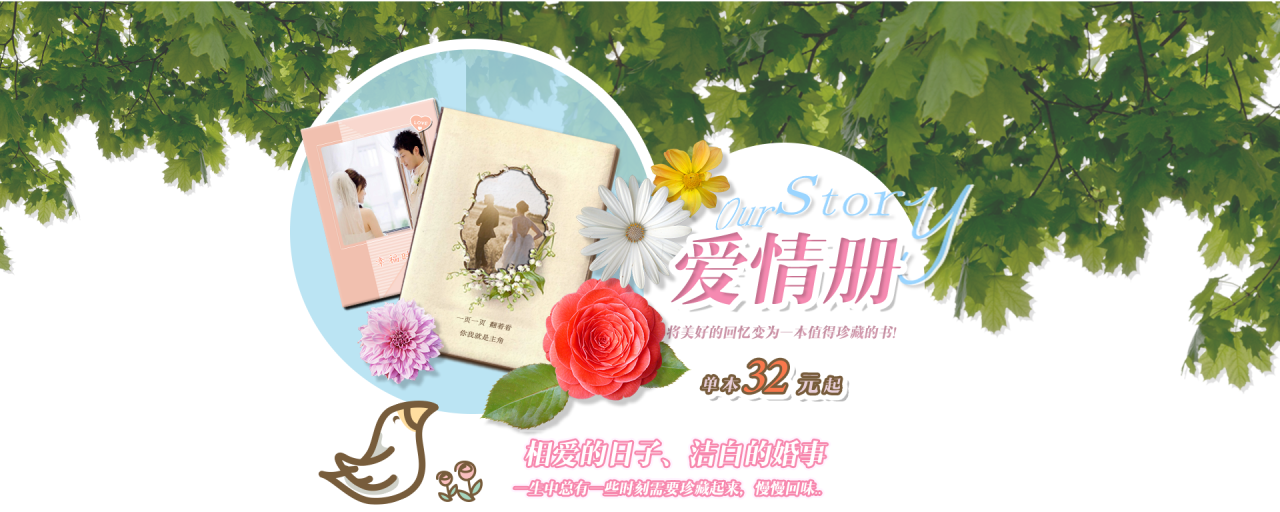 Our Story
爱情册
将美好的回忆变为一本值得珍藏的书!
单本32元起
一页一页 翻着看
你我就是主角
相爱的日子、洁白的婚事
一生中总有一些时刻需要珍藏起来，慢慢回味..